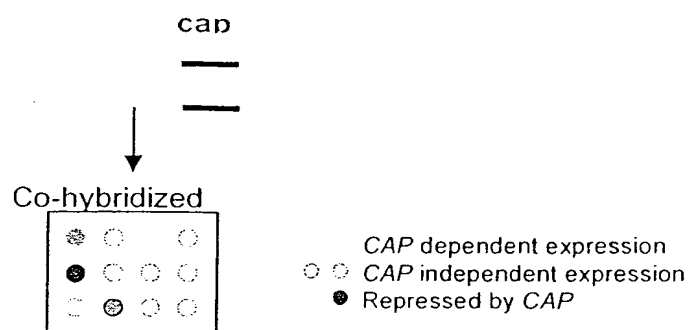 cap
Co-hybridized
CAP dependent expression
CAP independent expression
Repressed by CAP